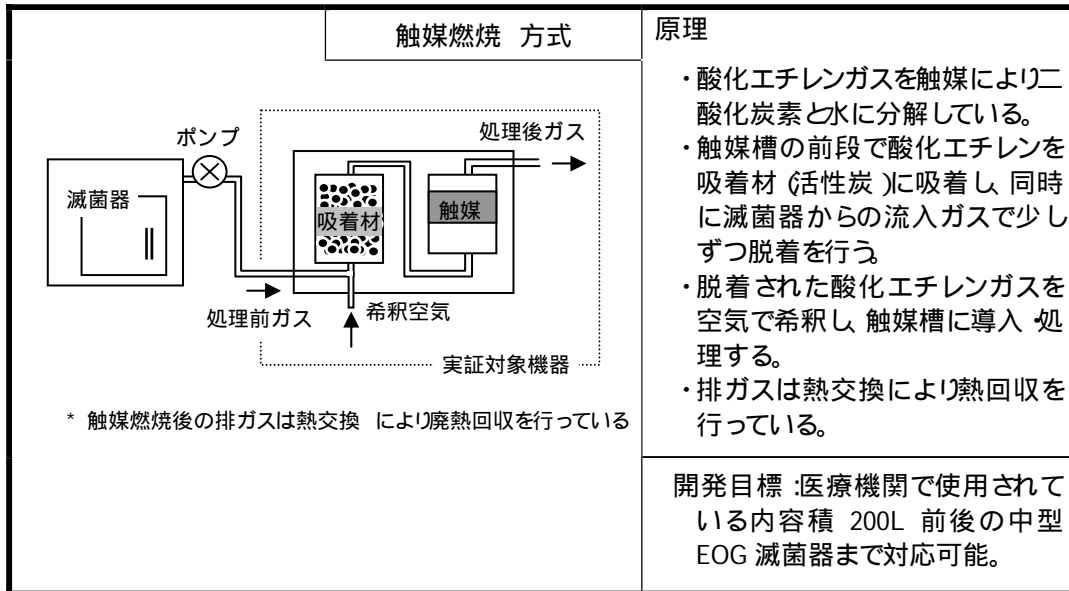 触媒燃焼 方式
ポンプ
滅菌器
吸着材
触媒
処理後ガス
処理前ガス
希釈空気
実証対象機器
* 触媒燃焼後の排ガスは熱交換 により廃熱回収を行っている
原理
・酸化エチレンガスを触媒により二
酸化炭素と水に分解している。
・触媒槽の前段で酸化エチレンを
吸着材(活性炭)に吸着し、同時
に滅菌器からの流入ガスで少し
ずつ脱着を行う。
・脱着された酸化エチレンガスを
空気で希釈し、触媒槽に導入・処
理する。
・排ガスは熱交換により熱回収を
行っている。
開発目標:医療機関で使用されて
いる内容積 200L 前後の中型
EOG 滅菌器まで対応可能。